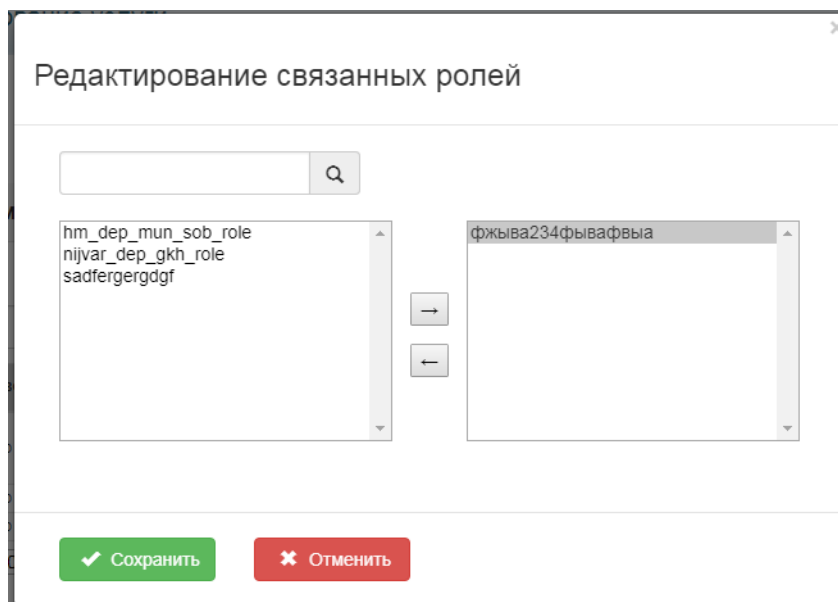 Редактирование связанных ролей
hm_dep_mun_sob_role
nijvar_dep_gkh_role
sadfergergdgf
фжыва234фывафвыа
→
←
Сохранить
Отменить